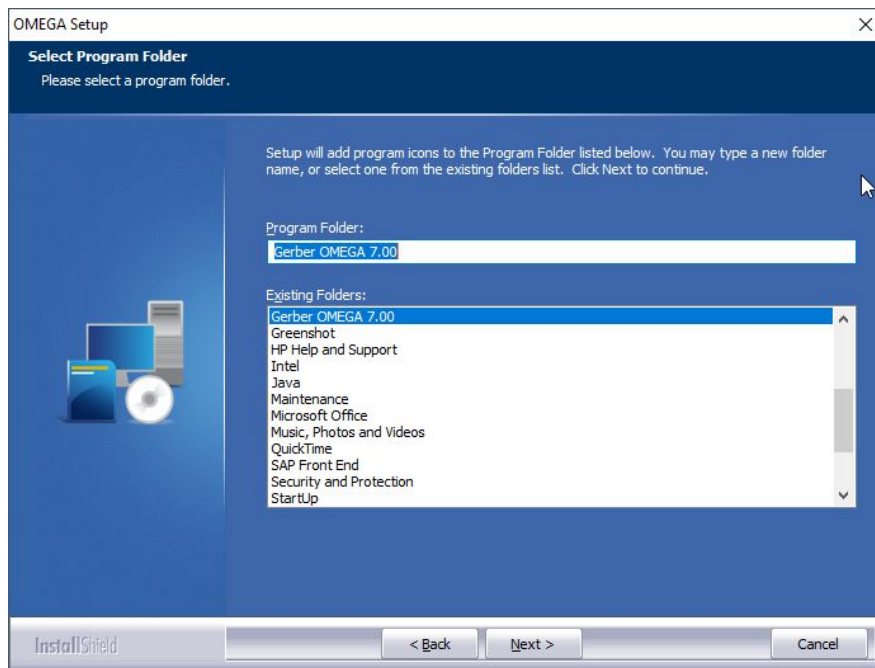 OMEGA Setup
Select Program Folder
Please select a program folder.
Setup will add program icons to the Program Folder listed below. You may type a new folder
name, or select one from the existing folders list. Click Next to continue.
Program Folder:
Gerber OMEGA 7.00
Existing Folders:
Gerber OMEGA 7.00
Greenshot
HP Help and Support
Intel
Java
Maintenance
Microsoft Office
Music, Photos and Videos
QuickTime
SAP Front End
Security and Protection
StartUp
InstallShield
< Back
Next >
Cancel